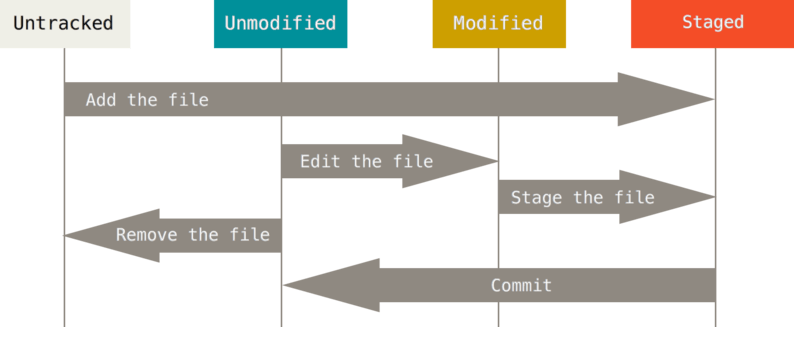 Untracked
Unmodified
Modified
Staged
Add the file
Edit the file
Stage the file
Remove the file
Commit